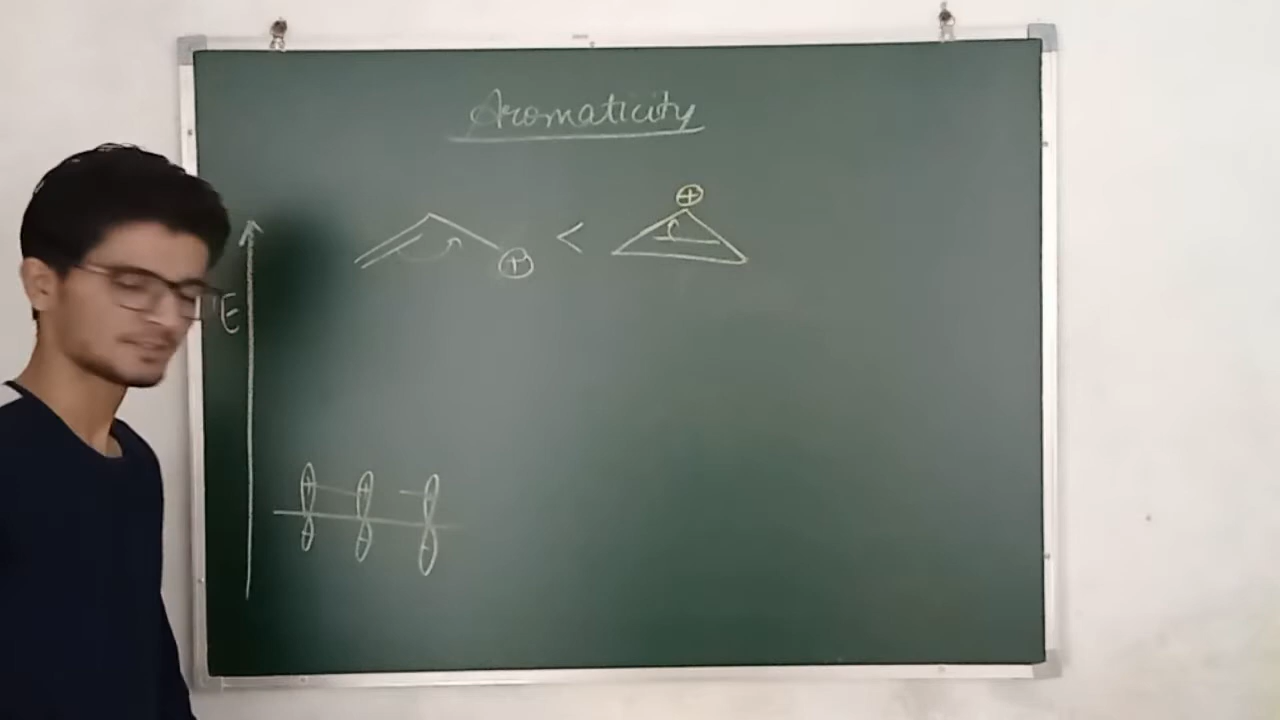 Aromaticity
⊕
< 
⊕
E
+ +
- - -